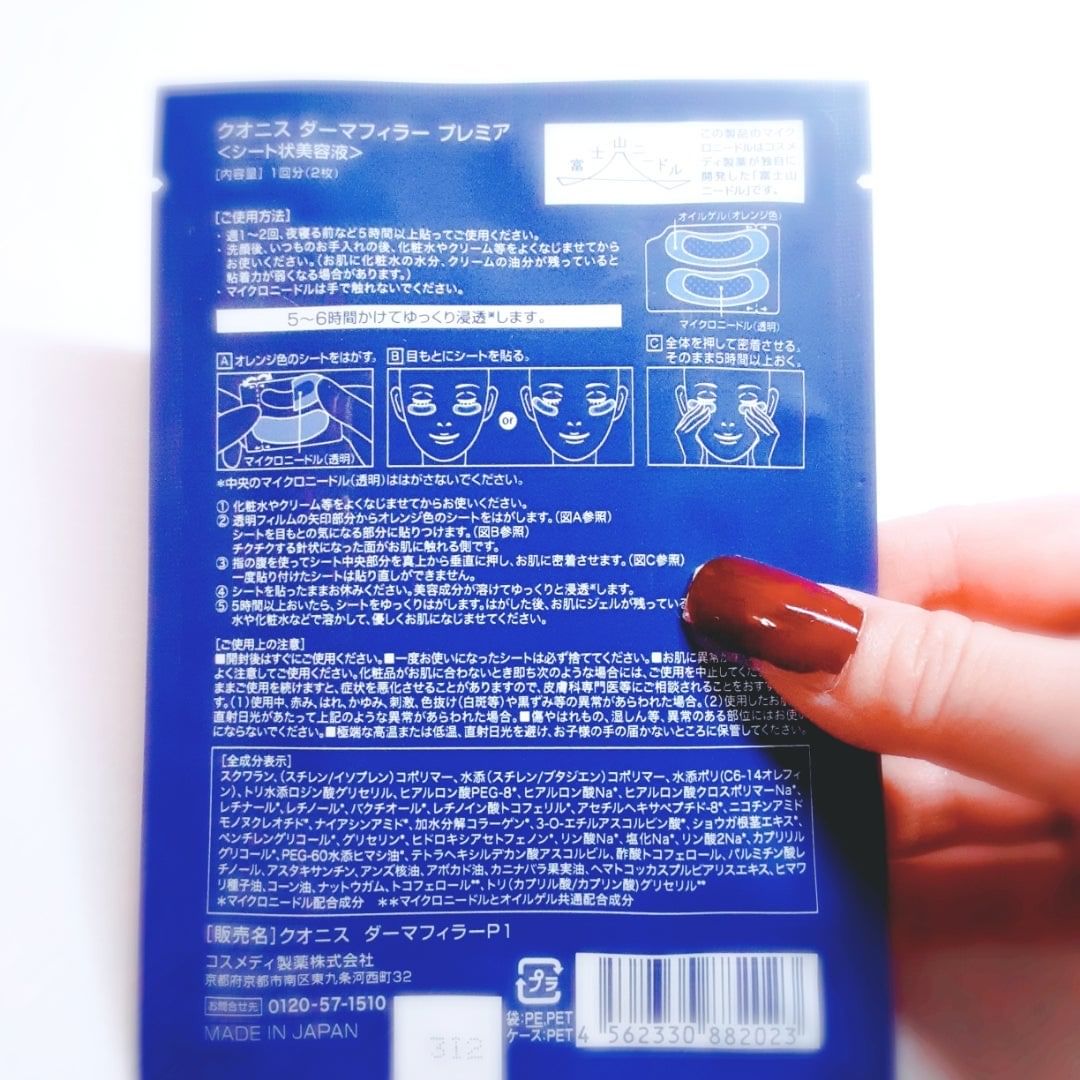 クオニス ダーマフィラー プレミア
<シート状美容液>
[内容量] 1回分(2枚)
富士山ニードル
この製品のマイク
ロニードルはコスメ
ディ製薬が独自に
開発した「富士山
ニードル」です。
[ご使用方法]
・週1〜2回、夜寝る前など5時間以上貼ってご使用ください。
・洗顔後、いつものお手入れの後、化粧水やクリーム等をよくなじませてから
お使いください。(お肌に化粧水の水分、クリームの油分が残っていると
粘着力が弱くなる場合があります。)
・マイクロニードルは手で触れないでください。
オイルゲル(オレンジ色)
マイクロニードル(透明)
5〜6時間かけてゆっくり浸透*します。
A オレンジ色のシートをはがす。
マイクロニードル(透明)
B 目もとにシートを貼る。
or
C 全体を押して密着させる。
そのまま5時間以上おく。
*中央のマイクロニードル(透明)ははがさないでください。
① 化粧水やクリーム等をよくなじませてからお使いください。
② 透明フィルムの矢印部分からオレンジ色のシートをはがします。(図A参照)
シートを目もとの気になる部分に貼りつけます。(図B参照)
チクチクする針状になった面がお肌に触れる側です。
③ 指の腹を使ってシート中央部分を真上から垂直に押し、お肌に密着させます。(図C参照)
一度貼り付けたシートは貼り直しができません。
④ シートを貼ったままお休みください。美容成分が溶けてゆっくりと浸透*します。
⑤ 5時間以上おいたら、シートをゆっくりはがします。はがした後、お肌にジェルが残っている
水や化粧水などで溶かして、優しくお肌になじませてください。
[ご使用上の注意]
■開封後はすぐにご使用ください。■一度お使いになったシートは必ず捨ててください。■お肌に異常が
よく注意してご使用ください。化粧品がお肌に合わないとき即ち次のような場合には、ご使用を中止してくだ
ままご使用を続けますと、症状を悪化させることがありますので、皮膚科専門医等にご相談されることをおす
す。(1)使用中、赤み、はれ、かゆみ、刺激、色抜け(白斑等)や黒ずみ等の異常があらわれた場合。(2)使用したお肌
直射日光があたって上記のような異常があらわれた場合。■傷やはれもの、湿しん等、異常のある部位にはお使い
にならないでください。■極端な高温または低温、直射日光を避け、お子様の手の届かないところに保管してください。
[全成分表示]
スクワラン、(スチレン/イソプレン)コポリマー、水添(スチレン/ブタジエン)コポリマー、水添ポリ(C6-14オレフィ
ン)、トリ水添ロジン酸グリセリル、ヒアルロン酸PEG-8*、ヒアルロン酸Na*、ヒアルロン酸クロスポリマーNa*、
レチナール*、レチノール*、バクチオール*、レチノイン酸トコフェリル*、アセチルヘキサペプチド-8*、ニコチンアミド
モノヌクレオチド*、ナイアシンアミド*、加水分解コラーゲン*、3-O-エチルアスコルビン酸*、ショウガ根茎エキス*、
ペンチレングリコール*、グリセリン*、ヒドロキシアセトフェノン*、リン酸Na*、塩化Na*、リン酸2Na*、カプリリル
グリコール*、PEG-60水添ヒマシ油*、テトラヘキシルデカン酸アスコルビル、酢酸トコフェロール、パルミチン酸レ
チノール、アスタキサンチン、アンズ核油、アボカド油、カニナバラ果実油、ヘマトコッカスプルビアリスエキス、ヒマワ
リ種子油、コーン油、ナットウガム、トコフェロール**、トリ(カプリル酸/カプリン酸)グリセリル**
*マイクロニードル配合成分 **マイクロニードルとオイルゲル共通配合成分
[販売名]クオニス ダーマフィラーP1
コスメディ製薬株式会社
京都府京都市南区東九条河西町32
お問合せ先 0120-57-1510
MADE IN JAPAN
312
プラ
袋:PE,PET
ケース:PET
4 562330 882023